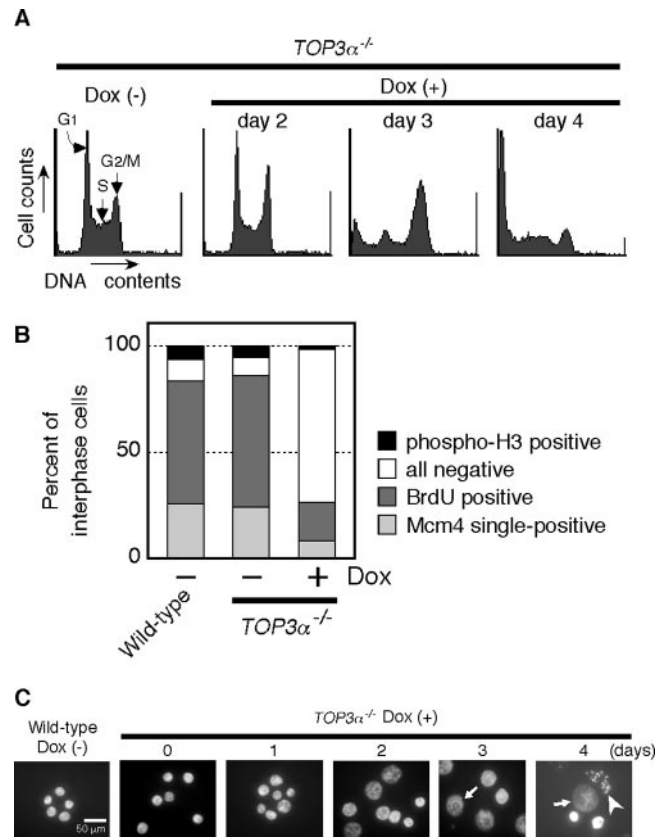 A
TOP3α-/-
Dox (-)
Dox (+)
day 2
day 3
day 4
G1
G2/M
S
Cell counts
DNA contents
B
100
50
0
Percent of
interphase cells
phospho-H3 positive
all negative
BrdU positive
Mcm4 single-positive
− − + Dox
Wild-type
TOP3α-/-
C
Wild-type
Dox (-)
TOP3α-/- Dox (+)
0 1 2 3 4 (days)
50 µm